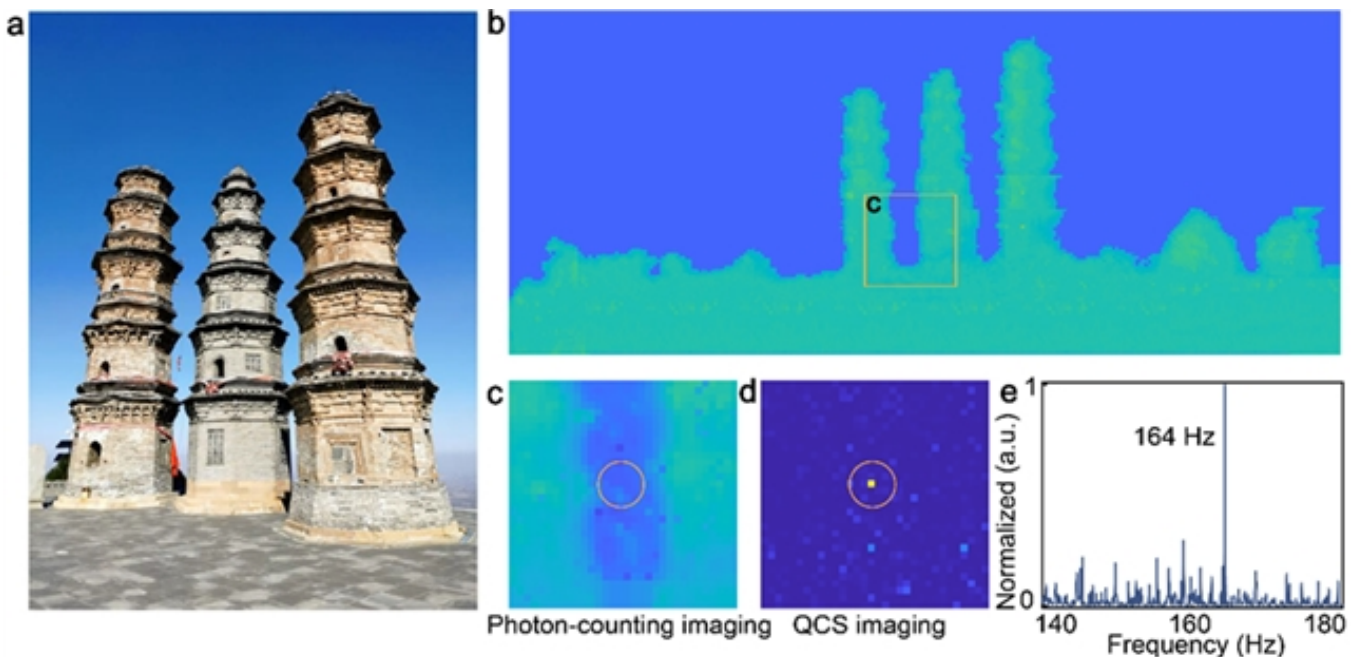 a
b
c
c
Photon-counting imaging
d
QCS imaging
e
Normalized (a.u.)
1
0
164 Hz
140 160 180
Frequency (Hz)